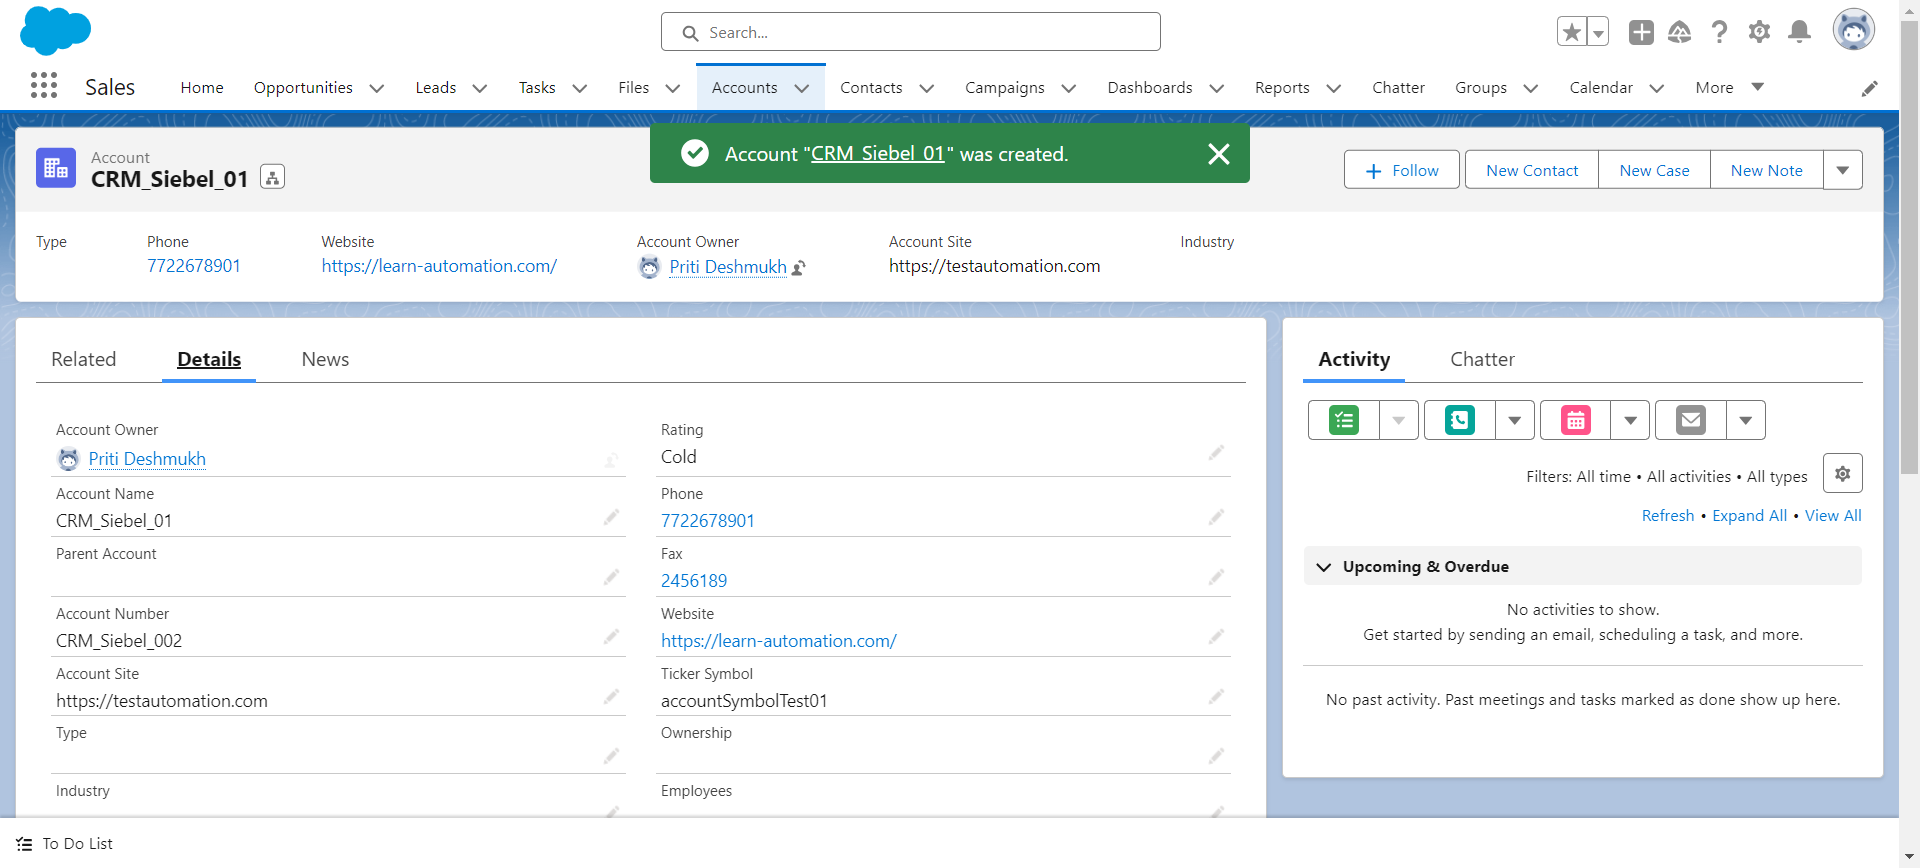 Search...
Sales
Home
Opportunities
Leads
Tasks
Files
Accounts
Contacts
Campaigns
Dashboards
Reports
Chatter
Groups
Calendar
More
Account
CRM_Siebel_01
Account "CRM_Siebel_01" was created.
Follow
New Contact
New Case
New Note
Type
Phone
7722678901
Website
https://learn-automation.com/
Account Owner
Priti Deshmukh
Account Site
https://testautomation.com
Industry
Related
Details
News
Account Owner
Priti Deshmukh
Rating
Cold
Account Name
CRM_Siebel_01
Phone
7722678901
Parent Account
Fax
2456189
Account Number
CRM_Siebel_002
Website
https://learn-automation.com/
Account Site
https://testautomation.com
Ticker Symbol
accountSymbolTest01
Type
Ownership
Industry
Employees
Activity
Chatter
Filters: All time • All activities • All types
Refresh • Expand All • View All
Upcoming & Overdue
No activities to show.
Get started by sending an email, scheduling a task, and more.
No past activity. Past meetings and tasks marked as done show up here.
To Do List